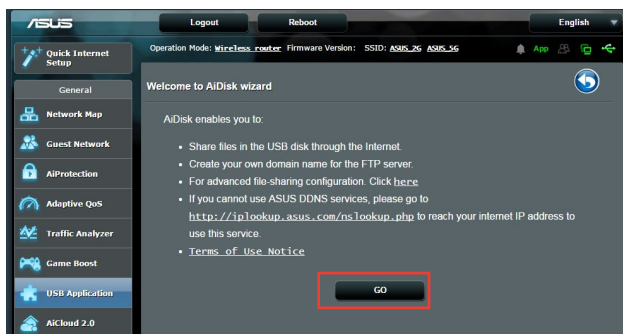 ASUS
Logout
Reboot
English
Quick Internet
Setup
Operation Mode: Wireless router Firmware Version: SSID: ASUS_2G ASUS_5G
App
General
Network Map
Guest Network
AiProtection
Adaptive QoS
Traffic Analyzer
Game Boost
USB Application
AiCloud 2.0
Welcome to AiDisk wizard
AiDisk enables you to:
• Share files in the USB disk through the Internet.
• Create your own domain name for the FTP server.
• For advanced file-sharing configuration. Click here
• If you cannot use ASUS DDNS services, please go to
http://iplookup.asus.com/nslookup.php to reach your internet IP address to
use this service.
• Terms of Use Notice
GO